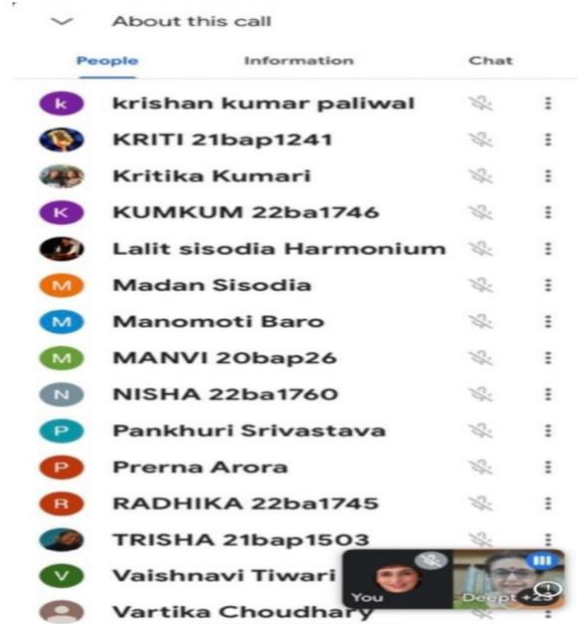 About this call
People Information Chat
k krishan kumar paliwal
KRITI 21bap1241
Kritika Kumari
K KUMKUM 22ba1746
Lalit sisodia Harmonium
M Madan Sisodia
M Manomoti Baro
M MANVI 20bap26
N NISHA 22ba1760
P Pankhuri Srivastava
P Prerna Arora
R RADHIKA 22ba1745
TRISHA 21bap1503
V Vaishnavi Tiwari
You Deept
Vartika Choudhary